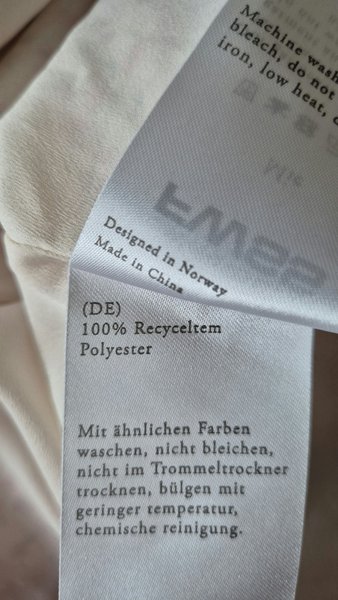 Machine wash
bleach, do not
iron, low heat, d
Designed in Norway
Made in China
(DE)
100% Recyceltem
Polyester
Mit ähnlichen Farben
waschen, nicht bleichen,
nicht im Trommeltrockner
trocknen, bülgen mit
geringer temperatur,
chemische reinigung.